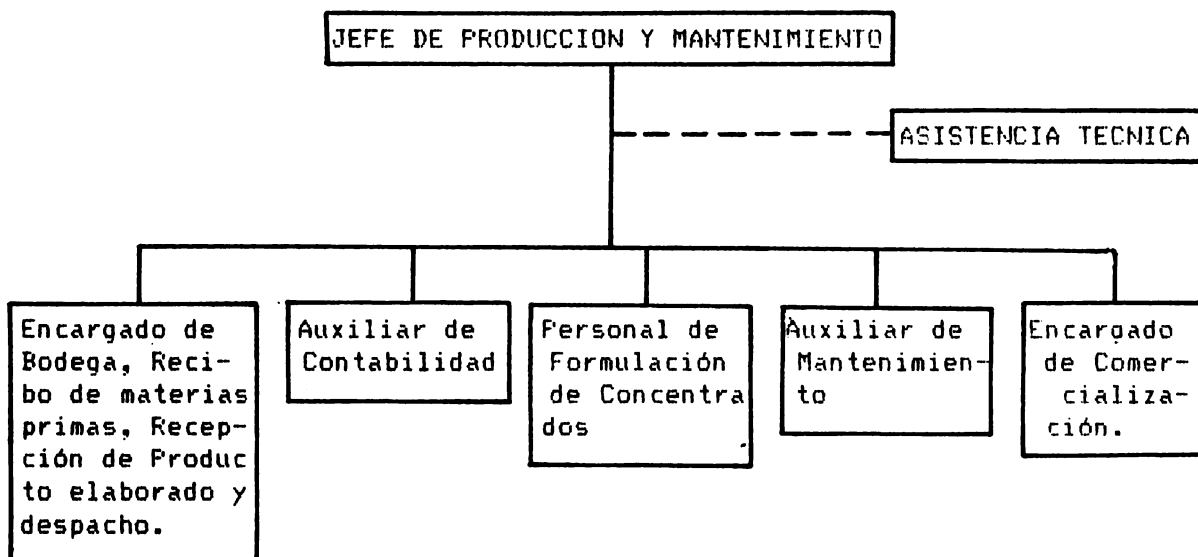 JEFE DE PRODUCCION Y MANTENIMIENTO
ASISTENCIA TECNICA
Encargado de
Bodega, Reci-
bo de materias
primas, Recep-
ción de Produc
to elaborado y
despacho.
Auxiliar de
Contabilidad
Personal de
Formulación
de Concentra
dos
Auxiliar de
Mantenimien-
to
Encargado
de Comer-
cializa-
ción.